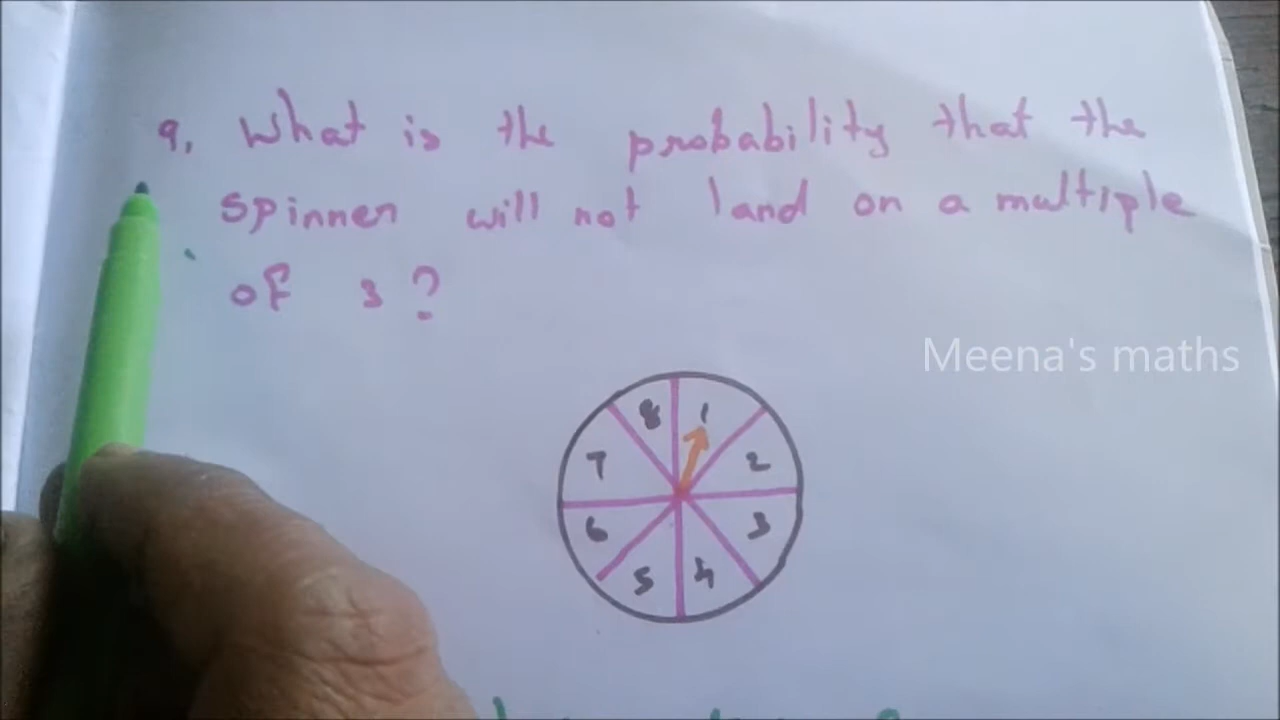 9. What is the probability that the
spinner will not land on a multiple
of 3?
Meena's maths
8 1
7 2
6 3
5 4